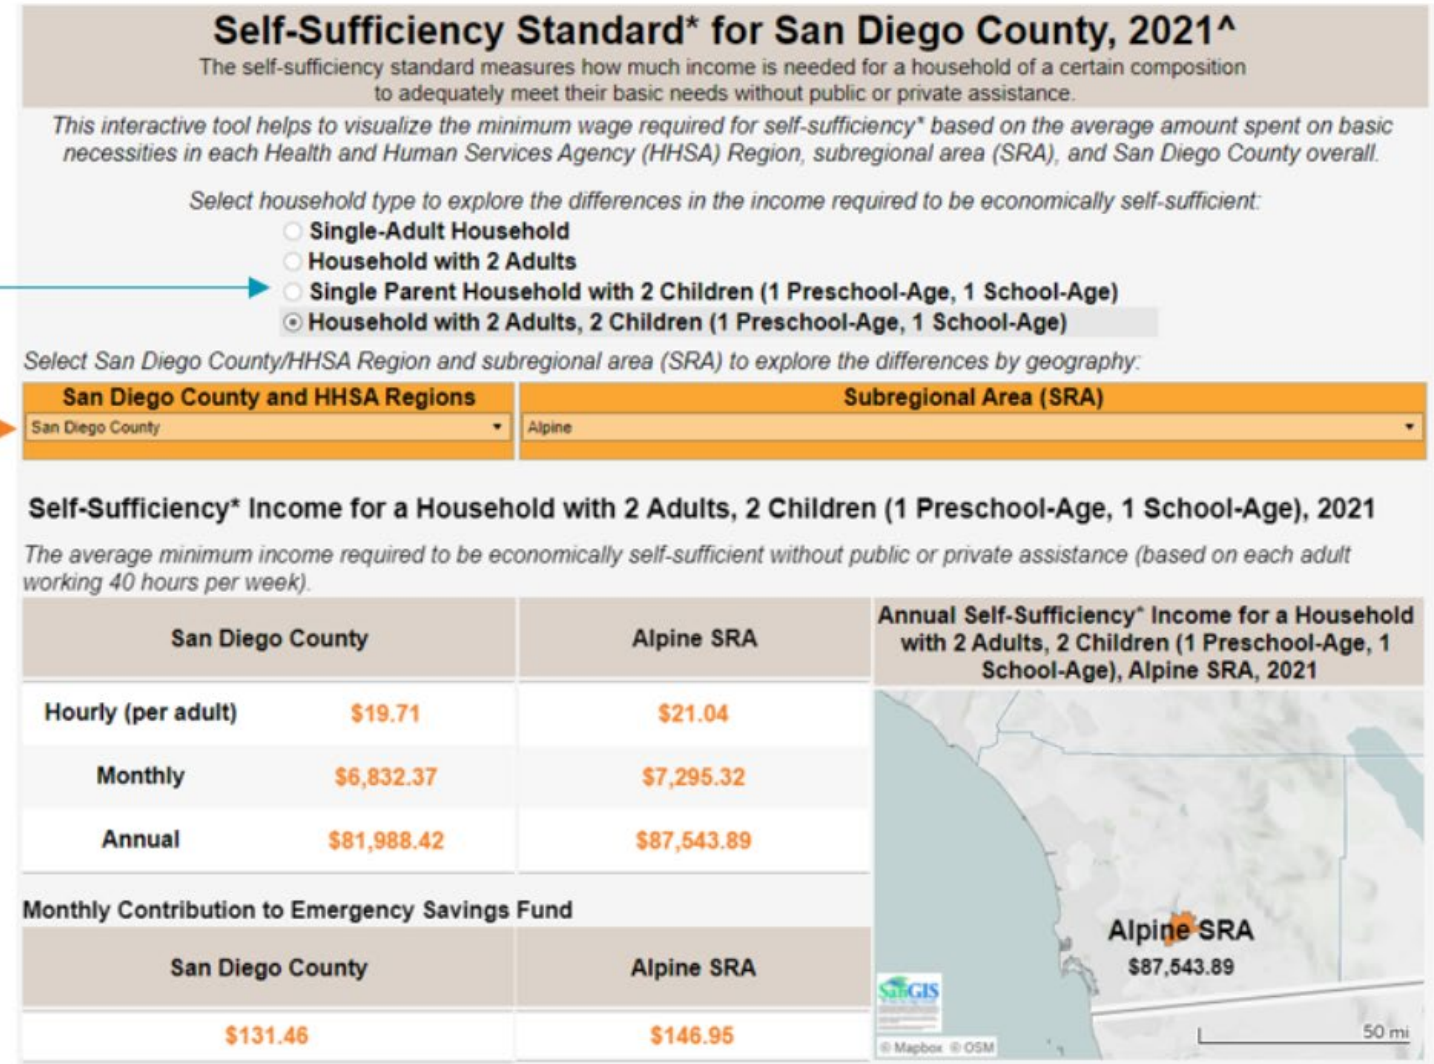 Self-Sufficiency Standard* for San Diego County, 2021^
The self-sufficiency standard measures how much income is needed for a household of a certain composition
to adequately meet their basic needs without public or private assistance.
This interactive tool helps to visualize the minimum wage required for self-sufficiency* based on the average amount spent on basic
necessities in each Health and Human Services Agency (HHSA) Region, subregional area (SRA), and San Diego County overall.
Select household type to explore the differences in the income required to be economically self-sufficient:
Single-Adult Household
Household with 2 Adults
Single Parent Household with 2 Children (1 Preschool-Age, 1 School-Age)
Household with 2 Adults, 2 Children (1 Preschool-Age, 1 School-Age)
Select San Diego County/HHSA Region and subregional area (SRA) to explore the differences by geography:
San Diego County and HHSA Regions
Subregional Area (SRA)
San Diego County
Alpine
Self-Sufficiency* Income for a Household with 2 Adults, 2 Children (1 Preschool-Age, 1 School-Age), 2021
The average minimum income required to be economically self-sufficient without public or private assistance (based on each adult
working 40 hours per week).
San Diego County Alpine SRA
Hourly (per adult) $19.71 $21.04
Monthly $6,832.37 $7,295.32
Annual $81,988.42 $87,543.89
Monthly Contribution to Emergency Savings Fund
San Diego County Alpine SRA
$131.46 $146.95
Annual Self-Sufficiency* Income for a Household
with 2 Adults, 2 Children (1 Preschool-Age, 1
School-Age), Alpine SRA, 2021
Alpine SRA
$87,543.89
SanGIS
© Mapbox © OSM
50 mi